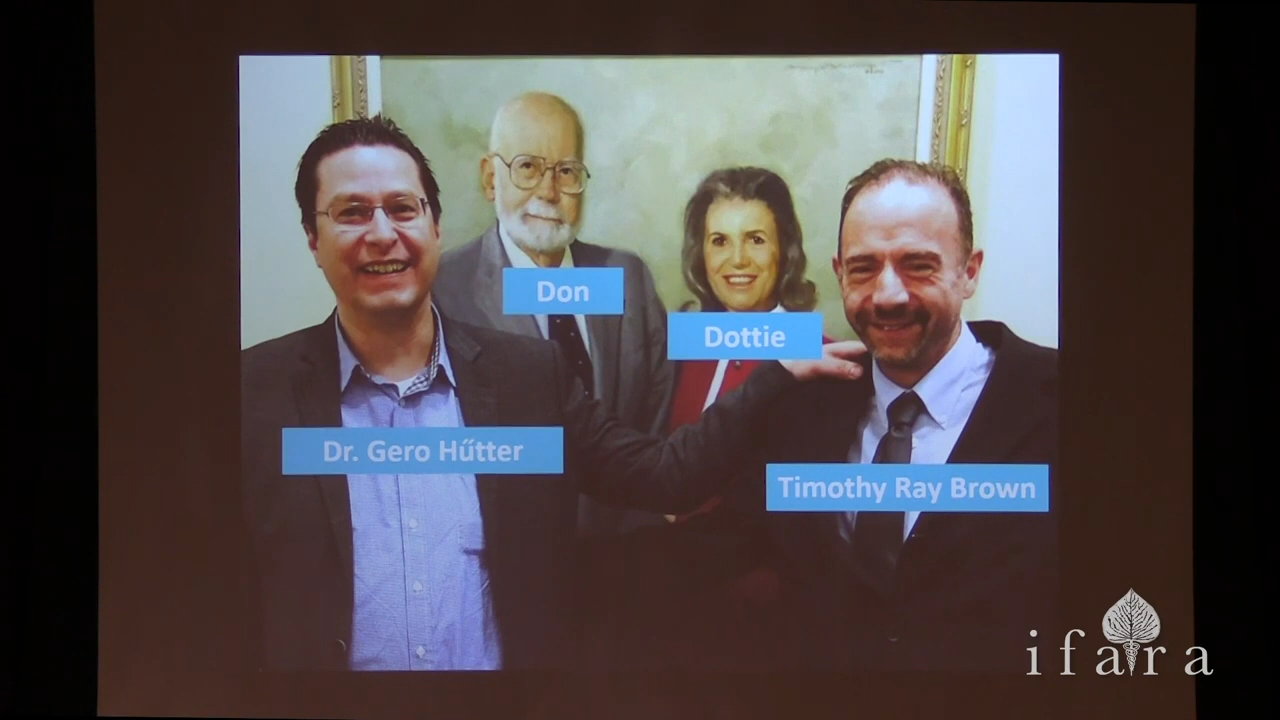 Don
Dottie
Dr. Gero Hűtter
Timothy Ray Brown
ifara